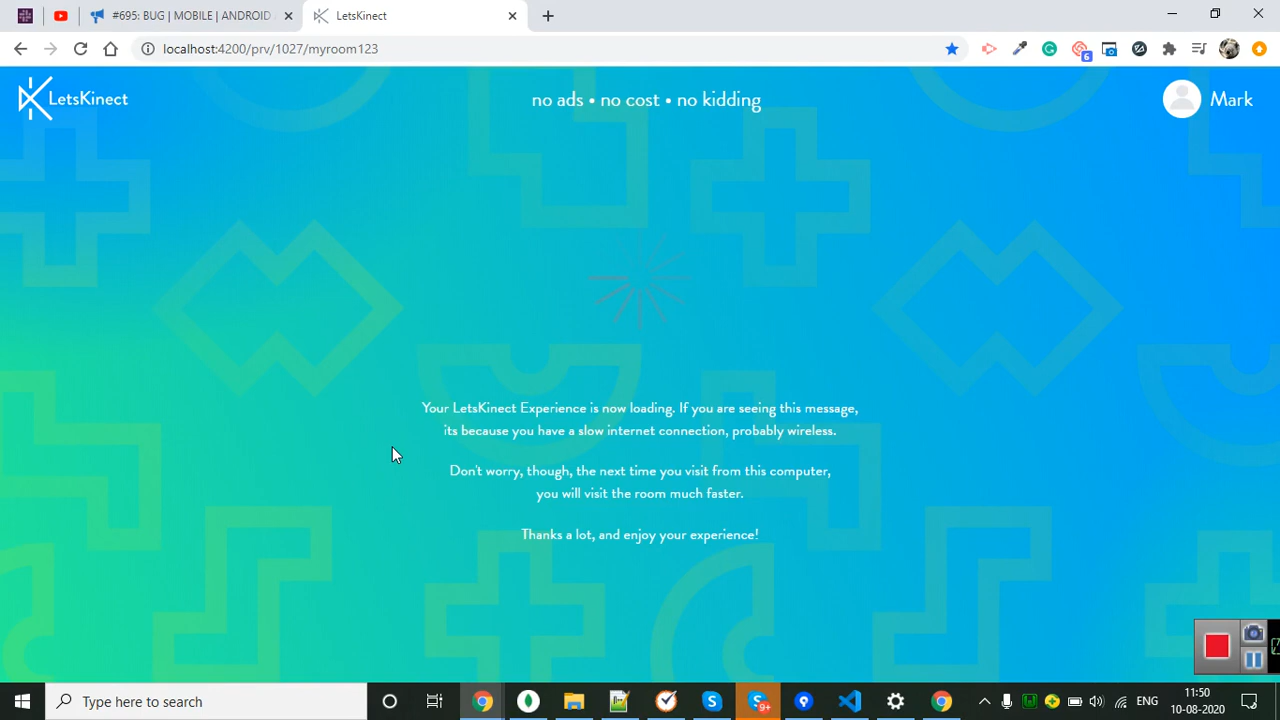 #695: BUG | MOBILE | ANDROID
LetsKinect
localhost:4200/prv/1027/myroom123
6
LetsKinect
no ads • no cost • no kidding
Mark
Your LetsKinect Experience is now loading. If you are seeing this message,
its because you have a slow internet connection, probably wireless.
Don't worry, though, the next time you visit from this computer,
you will visit the room much faster.
Thanks a lot, and enjoy your experience!
Type here to search
9+
ENG
11:50
10-08-2020